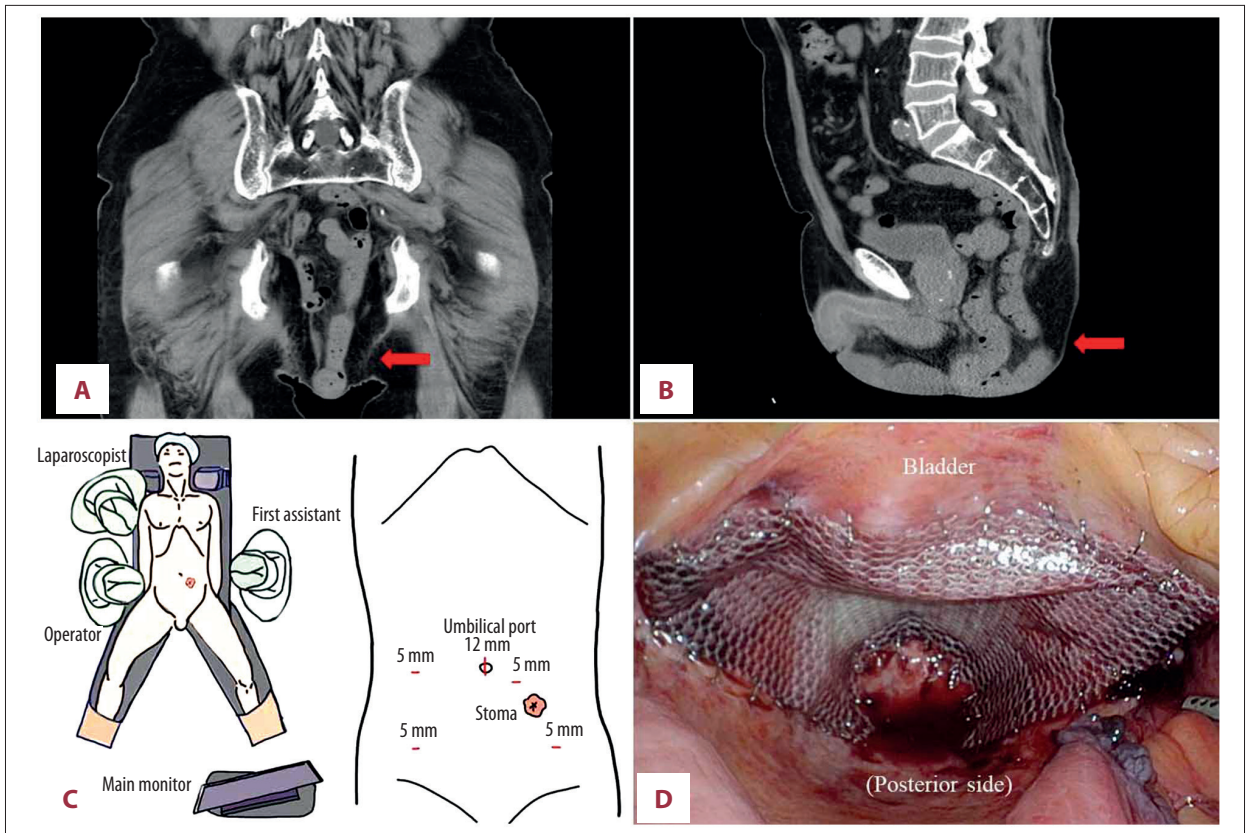 A
B
Laparoscopist
First assistant
Operator
Main monitor
C
Umbilical port
12 mm
5 mm
5 mm
Stoma
5 mm
5 mm
Bladder
(Posterior side)
D